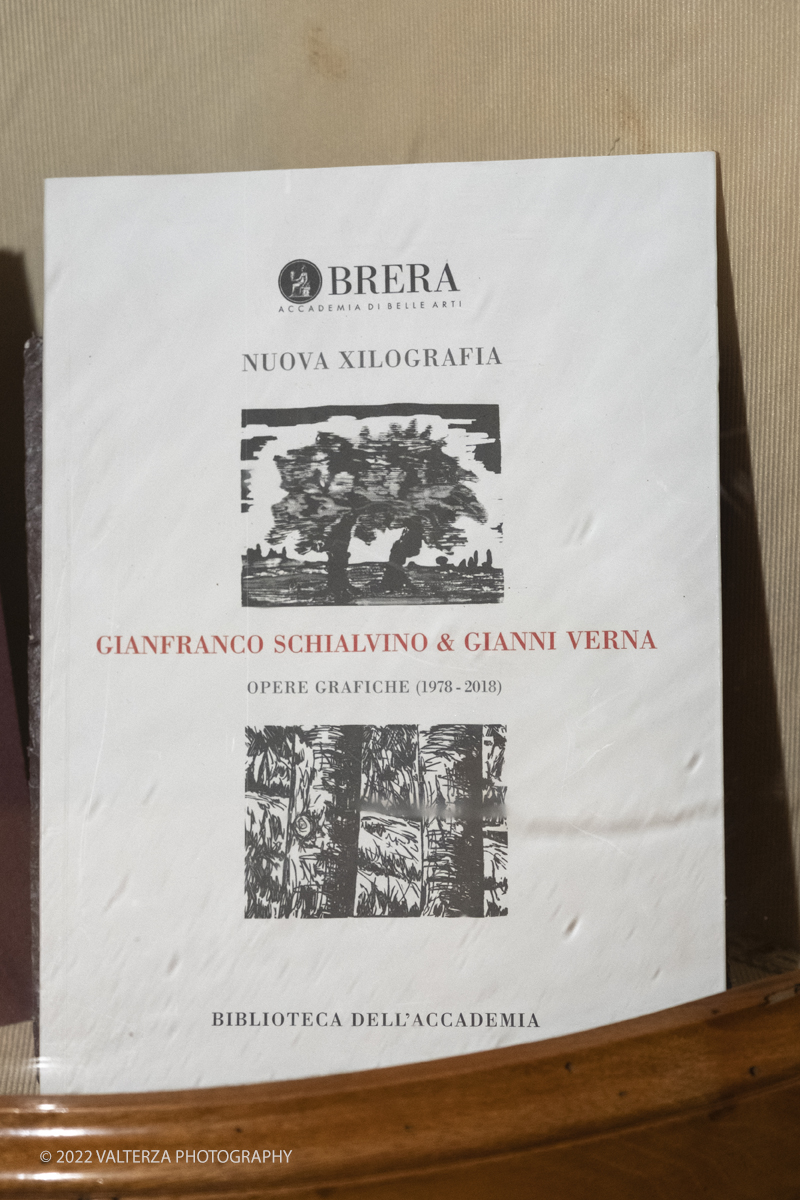 BRERA
ACCADEMIA DI BELLE ARTI
NUOVA XILOGRAFIA
GIANFRANCO SCHIALVINO & GIANNI VERNA
OPERE GRAFICHE (1978 - 2018)
BIBLIOTECA DELL'ACCADEMIA
© 2022 VALTERZA PHOTOGRAPHY